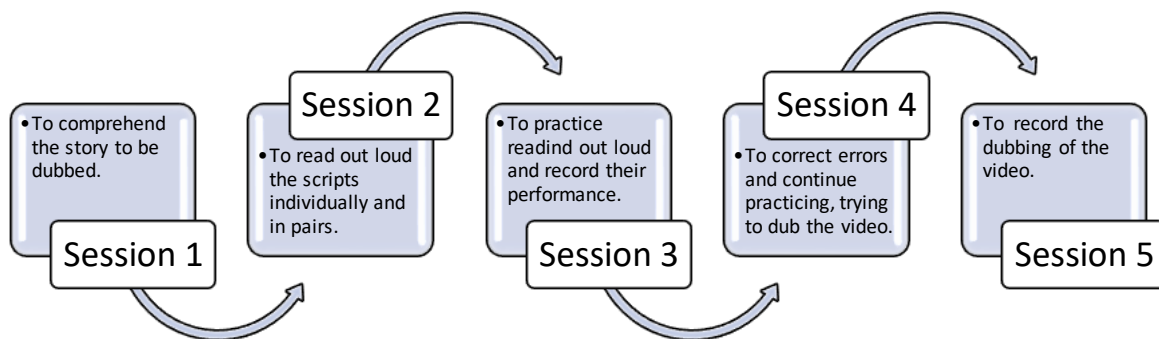 • To comprehend
the story to be
dubbed.
Session 1
Session 2
• To read out loud
the scripts
individually and
in pairs.
• To practice
readind out loud
and record their
performance.
Session 3
Session 4
• To correct errors
and continue
practicing, trying
to dub the video.
• To record the
dubbing of the
video.
Session 5